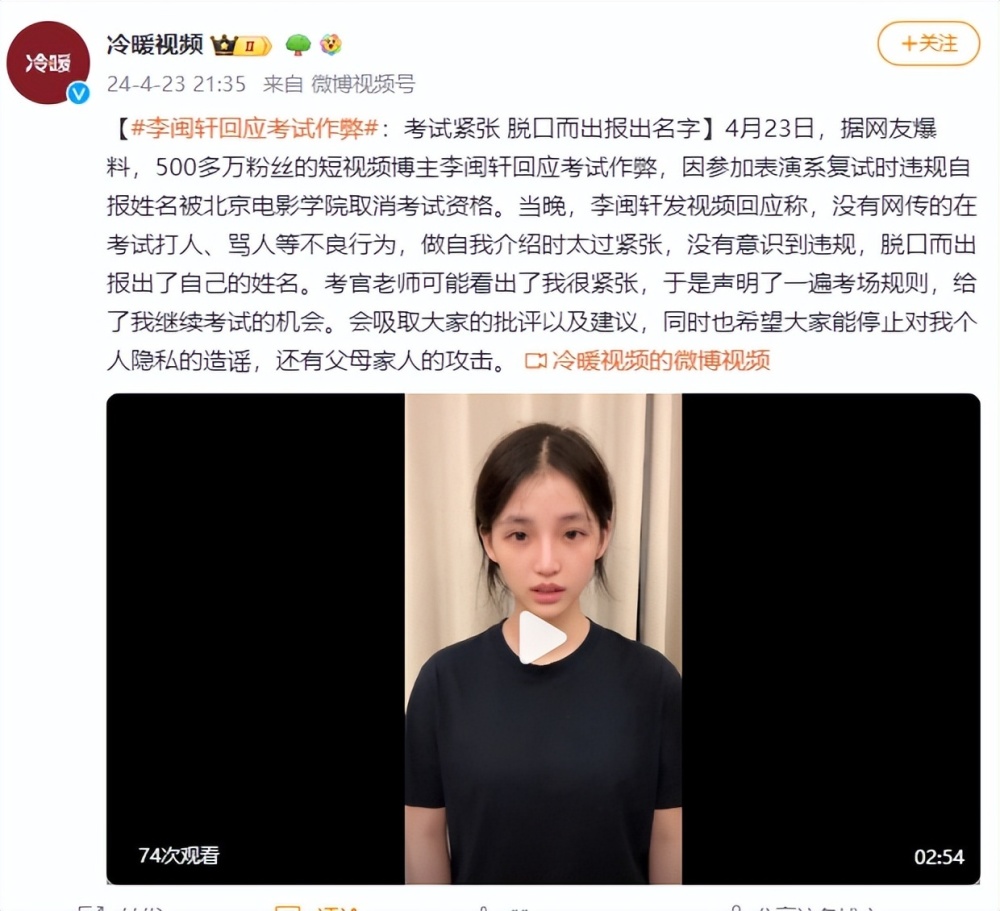 冷暖
冷暖视频 II
+关注
24-4-23 21:35 来自 微博视频号
【#李闽轩回应考试作弊#：考试紧张 脱口而出报出名字】4月23日，据网友爆
料，500多万粉丝的短视频博主李闽轩回应考试作弊，因参加表演系复试时违规自
报姓名被北京电影学院取消考试资格。当晚，李闽轩发视频回应称，没有网传的在
考试打人、骂人等不良行为，做自我介绍时太过紧张，没有意识到违规，脱口而出
报出了自己的姓名。考官老师可能看出了我很紧张，于是声明了一遍考场规则，给
了我继续考试的机会。会吸取大家的批评以及建议，同时也希望大家能停止对我个
人隐私的造谣，还有父母家人的攻击。 冷暖视频的微博视频
74次观看
02:54